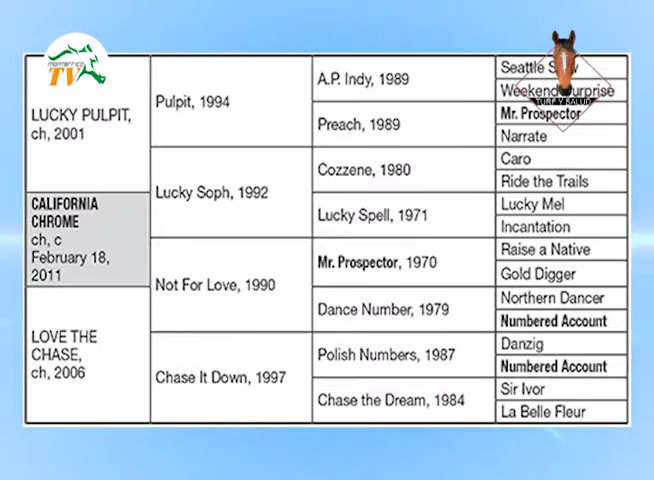 monterrico
TV
TURF Y SALUD
LUCKY PULPIT,
ch, 2001
CALIFORNIA
CHROME
ch, c
February 18,
2011
LOVE THE
CHASE,
ch, 2006
Pulpit, 1994
Lucky Soph, 1992
Not For Love, 1990
Chase It Down, 1997
A.P. Indy, 1989
Preach, 1989
Cozzene, 1980
Lucky Spell, 1971
Mr. Prospector, 1970
Dance Number, 1979
Polish Numbers, 1987
Chase the Dream, 1984
Seattle Slew
Weekend Surprise
Mr. Prospector
Narrate
Caro
Ride the Trails
Lucky Mel
Incantation
Raise a Native
Gold Digger
Northern Dancer
Numbered Account
Danzig
Numbered Account
Sir Ivor
La Belle Fleur